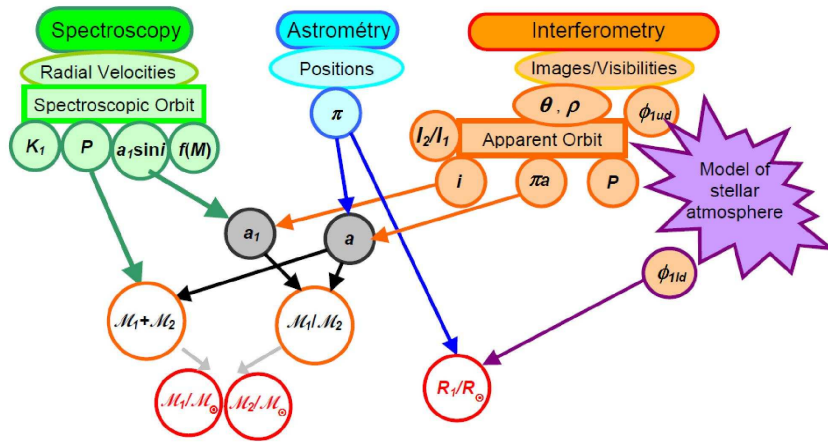 Spectroscopy
Astrométry
Interferometry
Radial Velocities
Positions
Images/Visibilities
Spectroscopic Orbit
π
θ , ρ
ϕ1ud
K1
P
a1sini
f(M)
I2/I1
Apparent Orbit
Model of
stellar
atmosphere
i
πa
P
a1
a
ϕ1ld
ℳ1+ℳ2
ℳ1/ℳ2
ℳ1/ℳ⊙
ℳ2/ℳ⊙
R1/R⊙